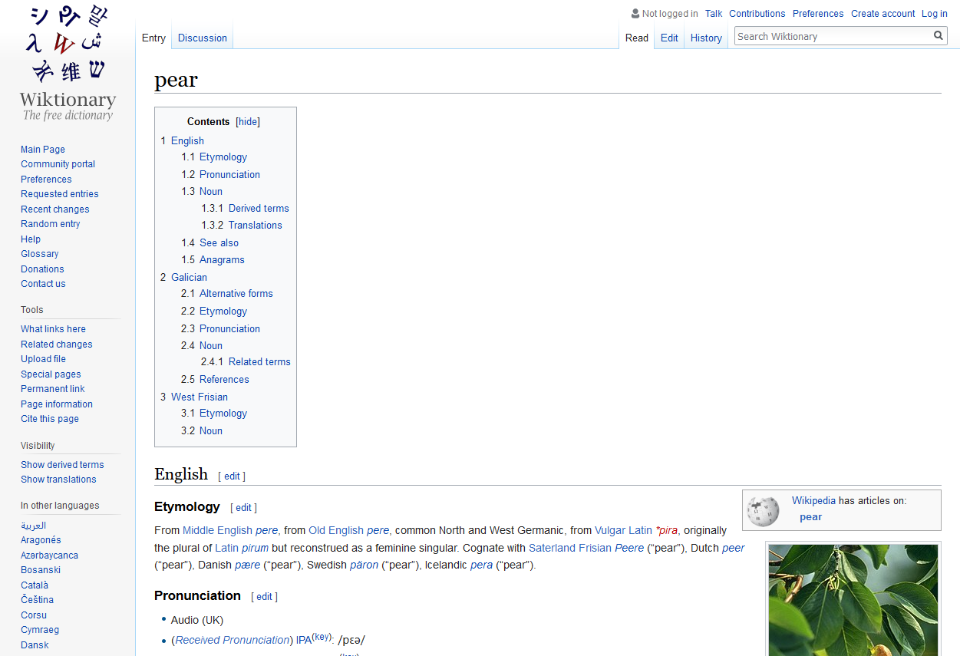 Not logged in Talk Contributions Preferences Create account Log in
Entry Discussion Read Edit History Search Wiktionary
Wiktionary
The free dictionary
Main Page
Community portal
Preferences
Requested entries
Recent changes
Random entry
Help
Glossary
Donations
Contact us
Tools
What links here
Related changes
Upload file
Special pages
Permanent link
Page information
Cite this page
Visibility
Show derived terms
Show translations
In other languages
العربية
Aragonés
Azərbaycanca
Bosanski
Català
Čeština
Corsu
Cymraeg
Dansk
pear
Contents [hide]
1 English
1.1 Etymology
1.2 Pronunciation
1.3 Noun
1.3.1 Derived terms
1.3.2 Translations
1.4 See also
1.5 Anagrams
2 Galician
2.1 Alternative forms
2.2 Etymology
2.3 Pronunciation
2.4 Noun
2.4.1 Related terms
2.5 References
3 West Frisian
3.1 Etymology
3.2 Noun
English [ edit ]
Etymology [ edit ]
From Middle English pere, from Old English pere, common North and West Germanic, from Vulgar Latin *pira, originally
the plural of Latin pirum but reconstrued as a feminine singular. Cognate with Saterland Frisian Peere ("pear"), Dutch peer
("pear"), Danish pære ("pear"), Swedish päron ("pear"), Icelandic pera ("pear").
Wikipedia has articles on:
pear
Pronunciation [ edit ]
• Audio (UK)
• (Received Pronunciation) IPA(key): /pɛə/